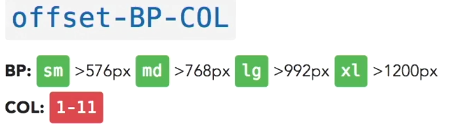 offset-BP-COL
BP: sm >576px md >768px lg >992px xl >1200px
COL: 1-11